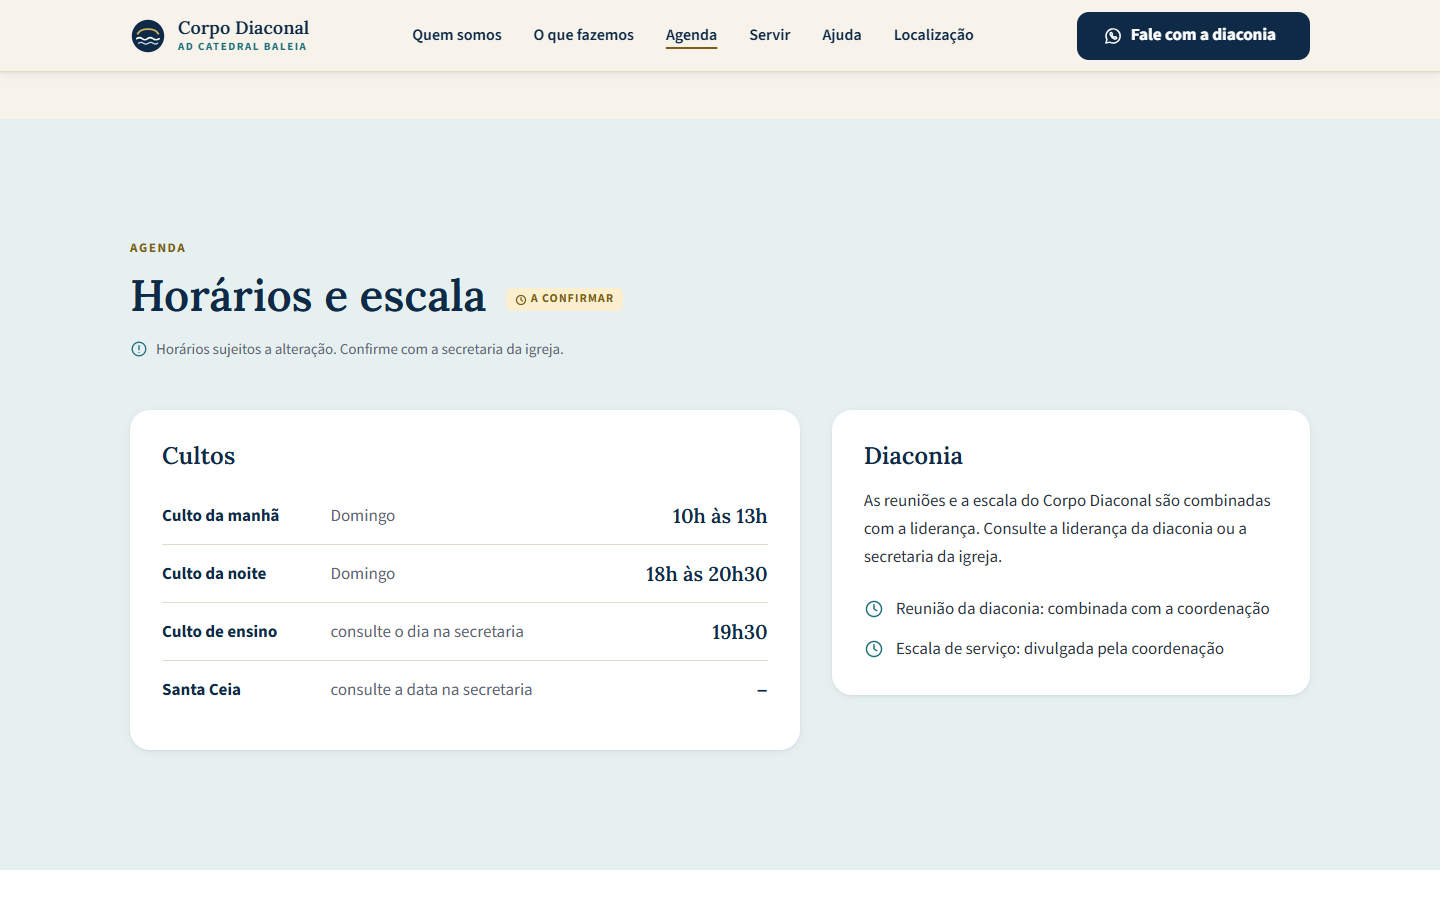 Corpo Diaconal
AD CATEDRAL BALEIA
Quem somos
O que fazemos
Agenda
Servir
Ajuda
Localização
Fale com a diaconia
AGENDA
Horários e escala
A CONFIRMAR
Horários sujeitos a alteração. Confirme com a secretaria da igreja.
Cultos
Culto da manhã Domingo 10h às 13h
Culto da noite Domingo 18h às 20h30
Culto de ensino consulte o dia na secretaria 19h30
Santa Ceia consulte a data na secretaria –
Diaconia
As reuniões e a escala do Corpo Diaconal são combinadas
com a liderança. Consulte a liderança da diaconia ou a
secretaria da igreja.
Reunião da diaconia: combinada com a coordenação
Escala de serviço: divulgada pela coordenação